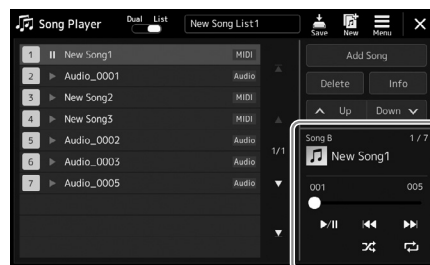 Song Player
Dual List
New Song List1
Save
New
Menu
1 New Song1 MIDI
2 Audio_0001 Audio
3 New Song2 MIDI
4 New Song3 MIDI
5 Audio_0002 Audio
6 Audio_0003 Audio
7 Audio_0005 Audio
1/1
Add Song
Delete
Info
Up
Down
Song B
1 / 7
New Song1
001
005